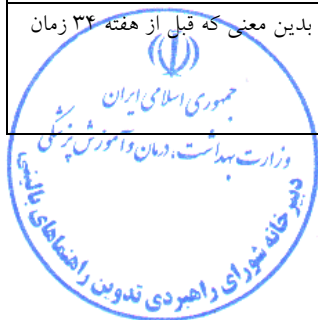 بدین معنی که قبل از هفته ۳۴ زمان
جمهوری اسلامی ایران
وزارت بهداشت، درمان و آموزش پزشکی
دبیرخانه شورای راهبردی تدوین راهنماهای بالینی